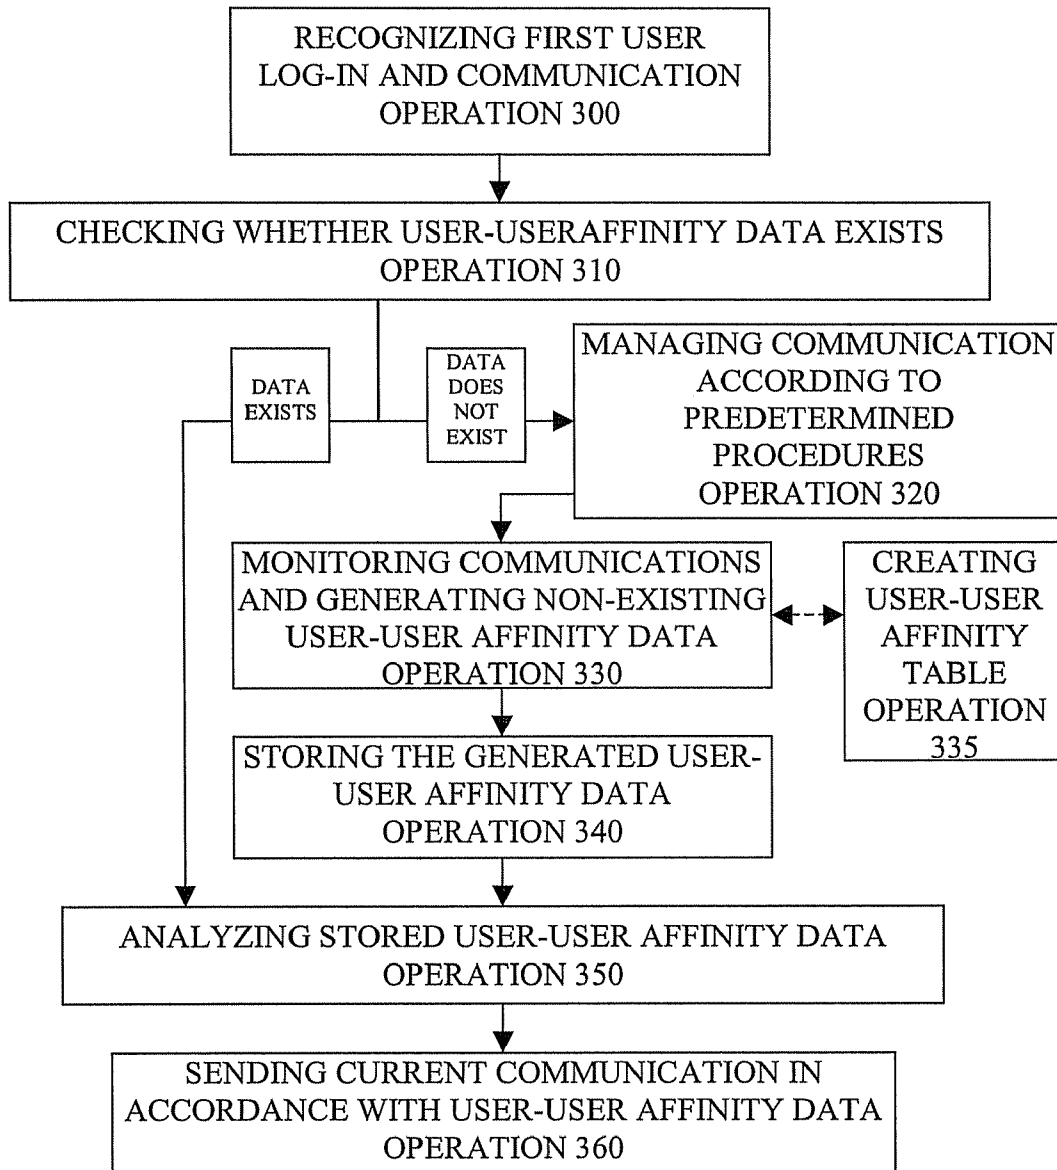 RECOGNIZING FIRST USER
LOG-IN AND COMMUNICATION
OPERATION 300
CHECKING WHETHER USER-USERAFFINITY DATA EXISTS
OPERATION 310
DATA
EXISTS
DATA
DOES
NOT
EXIST
MANAGING COMMUNICATION
ACCORDING TO
PREDETERMINED
PROCEDURES
OPERATION 320
MONITORING COMMUNICATIONS
AND GENERATING NON-EXISTING
USER-USER AFFINITY DATA
OPERATION 330
CREATING
USER-USER
AFFINITY
TABLE
OPERATION
335
STORING THE GENERATED USER-
USER AFFINITY DATA
OPERATION 340
ANALYZING STORED USER-USER AFFINITY DATA
OPERATION 350
SENDING CURRENT COMMUNICATION IN
ACCORDANCE WITH USER-USER AFFINITY DATA
OPERATION 360